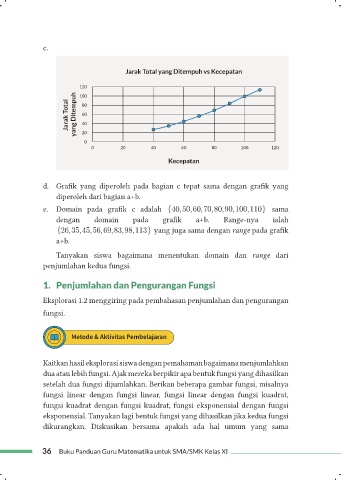 c.
Jarak Total yang Ditempuh vs Kecepatan
Jarak Total
yang Ditempuh
120
100
80
60
40
20
0
0 20 40 60 80 100 120
Kecepatan
d. Grafik yang diperoleh pada bagian c tepat sama dengan grafik yang
diperoleh dari bagian a+b.
e. Domain pada grafik c adalah {40,50,60,70,80,90,100,110} sama
dengan domain pada grafik a+b. Range-nya ialah
{26,35,45,56,69,83,98,113} yang juga sama dengan range pada grafik
a+b.
Tanyakan siswa bagaimana menentukan domain dan range dari
penjumlahan kedua fungsi.
1. Penjumlahan dan Pengurangan Fungsi
Eksplorasi 1.2 menggiring pada pembahasan penjumlahan dan pengurangan
fungsi.
Metode & Aktivitas Pembelajaran
Kaitkan hasil eksplorasi siswa dengan pemahaman bagaimana menjumlahkan
dua atau lebih fungsi. Ajak mereka berpikir apa bentuk fungsi yang dihasilkan
setelah dua fungsi dijumlahkan. Berikan beberapa gambar fungsi, misalnya
fungsi linear dengan fungsi linear, fungsi linear dengan fungsi kuadrat,
fungsi kuadrat dengan fungsi kuadrat, fungsi eksponensial dengan fungsi
eksponensial. Tanyakan lagi bentuk fungsi yang dihasilkan jika kedua fungsi
dikurangkan. Diskusikan bersama apakah ada hal umum yang sama
36 Buku Panduan Guru Matematika untuk SMA/SMK Kelas XI